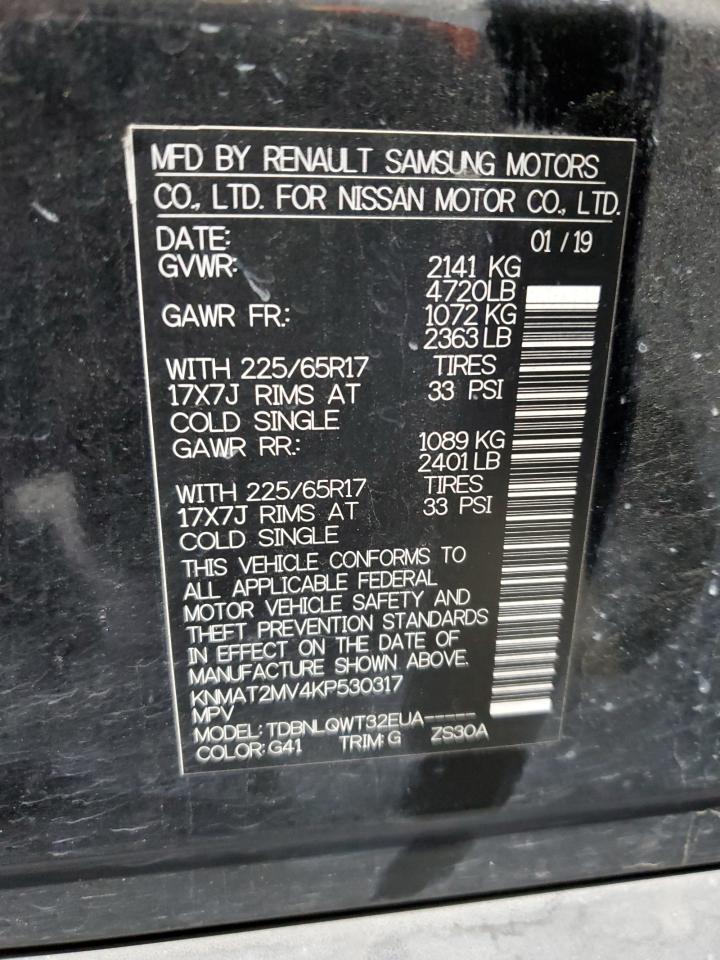 MFD BY RENAULT SAMSUNG MOTORS
CO., LTD. FOR NISSAN MOTOR CO., LTD.
DATE: 01 / 19
GVWR: 2141 KG
4720LB
GAWR FR.: 1072 KG
2363 LB
WITH 225/65R17 TIRES
17X7J RIMS AT 33 PSI
COLD SINGLE
GAWR RR.: 1089 KG
2401 LB
WITH 225/65R17 TIRES
17X7J RIMS AT 33 PSI
COLD SINGLE
THIS VEHICLE CONFORMS TO
ALL APPLICABLE FEDERAL
MOTOR VEHICLE SAFETY AND
THEFT PREVENTION STANDARDS
IN EFFECT ON THE DATE OF
MANUFACTURE SHOWN ABOVE.
KNMAT2MV4KP530317
MPV
MODEL: TDBNLQWT32EUA-----
COLOR: G41 TRIM: G ZS30A